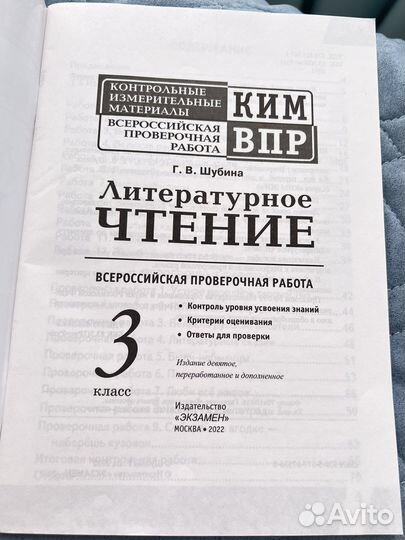 КОНТРОЛЬНЫЕ
ИЗМЕРИТЕЛЬНЫЕ
МАТЕРИАЛЫ
КИМ
ВСЕРОССИЙСКАЯ
ПРОВЕРОЧНАЯ
РАБОТА
ВПР
Г. В. Шубина
Литературное
ЧТЕНИЕ
ВСЕРОССИЙСКАЯ ПРОВЕРОЧНАЯ РАБОТА
• Контроль уровня усвоения знаний
• Критерии оценивания
• Ответы для проверки
3
класс
Издание девятое,
переработанное и дополненное
Издательство
«ЭКЗАМЕН»
МОСКВА • 2022
Avito